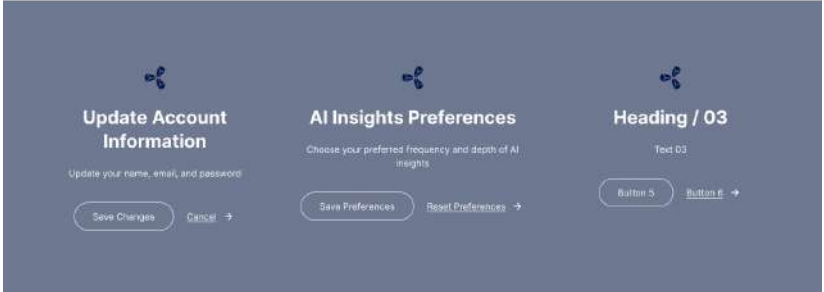 Update Account
Information
Update your name, email, and password
Save Changes
Cancel →
AI Insights Preferences
Choose your preferred frequency and depth of AI
insights
Save Preferences
Reset Preferences →
Heading / 03
Text 03
Button 5
Button 6 →